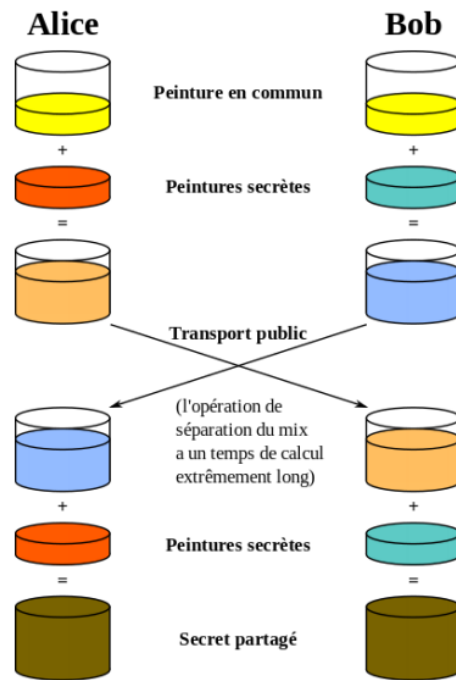 Alice Bob
Peinture en commun
+ +
Peintures secrètes
= =
Transport public
(l'opération de
séparation du mix
a un temps de calcul
extrêmement long)
+ +
Peintures secrètes
= =
Secret partagé